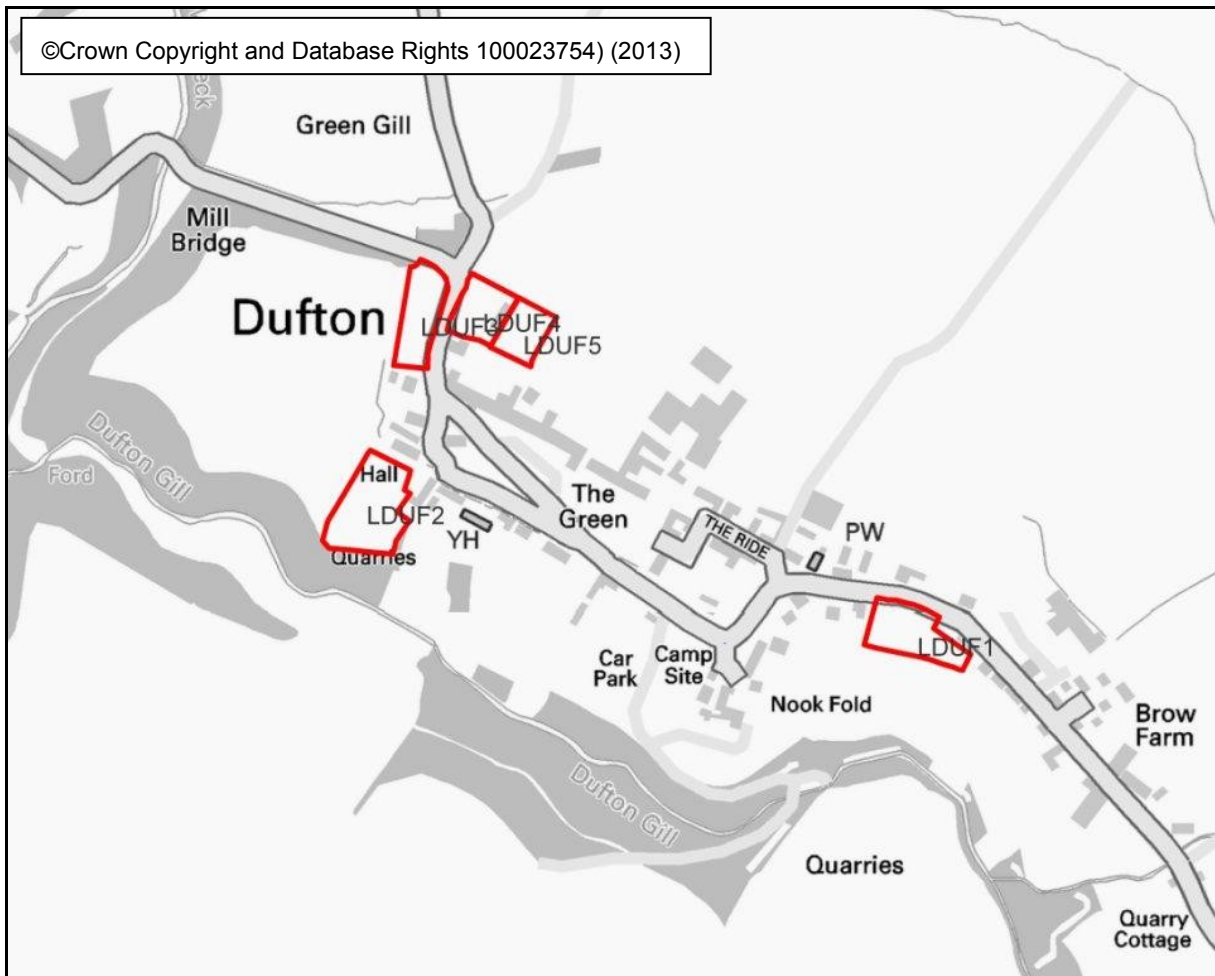 ©Crown Copyright and Database Rights 100023754) (2013)
eck
Green Gill
Mill
Bridge
Dufton
LDUF3
LDUF4
LDUF5
Dufton Gill
Ford
Hall
LDUF2
Quarries
YH
The
Green
THE RIDE
PW
LDUF1
Car
Park
Camp
Site
Nook Fold
Brow
Farm
Dufton Gill
Quarries
Quarry
Cottage